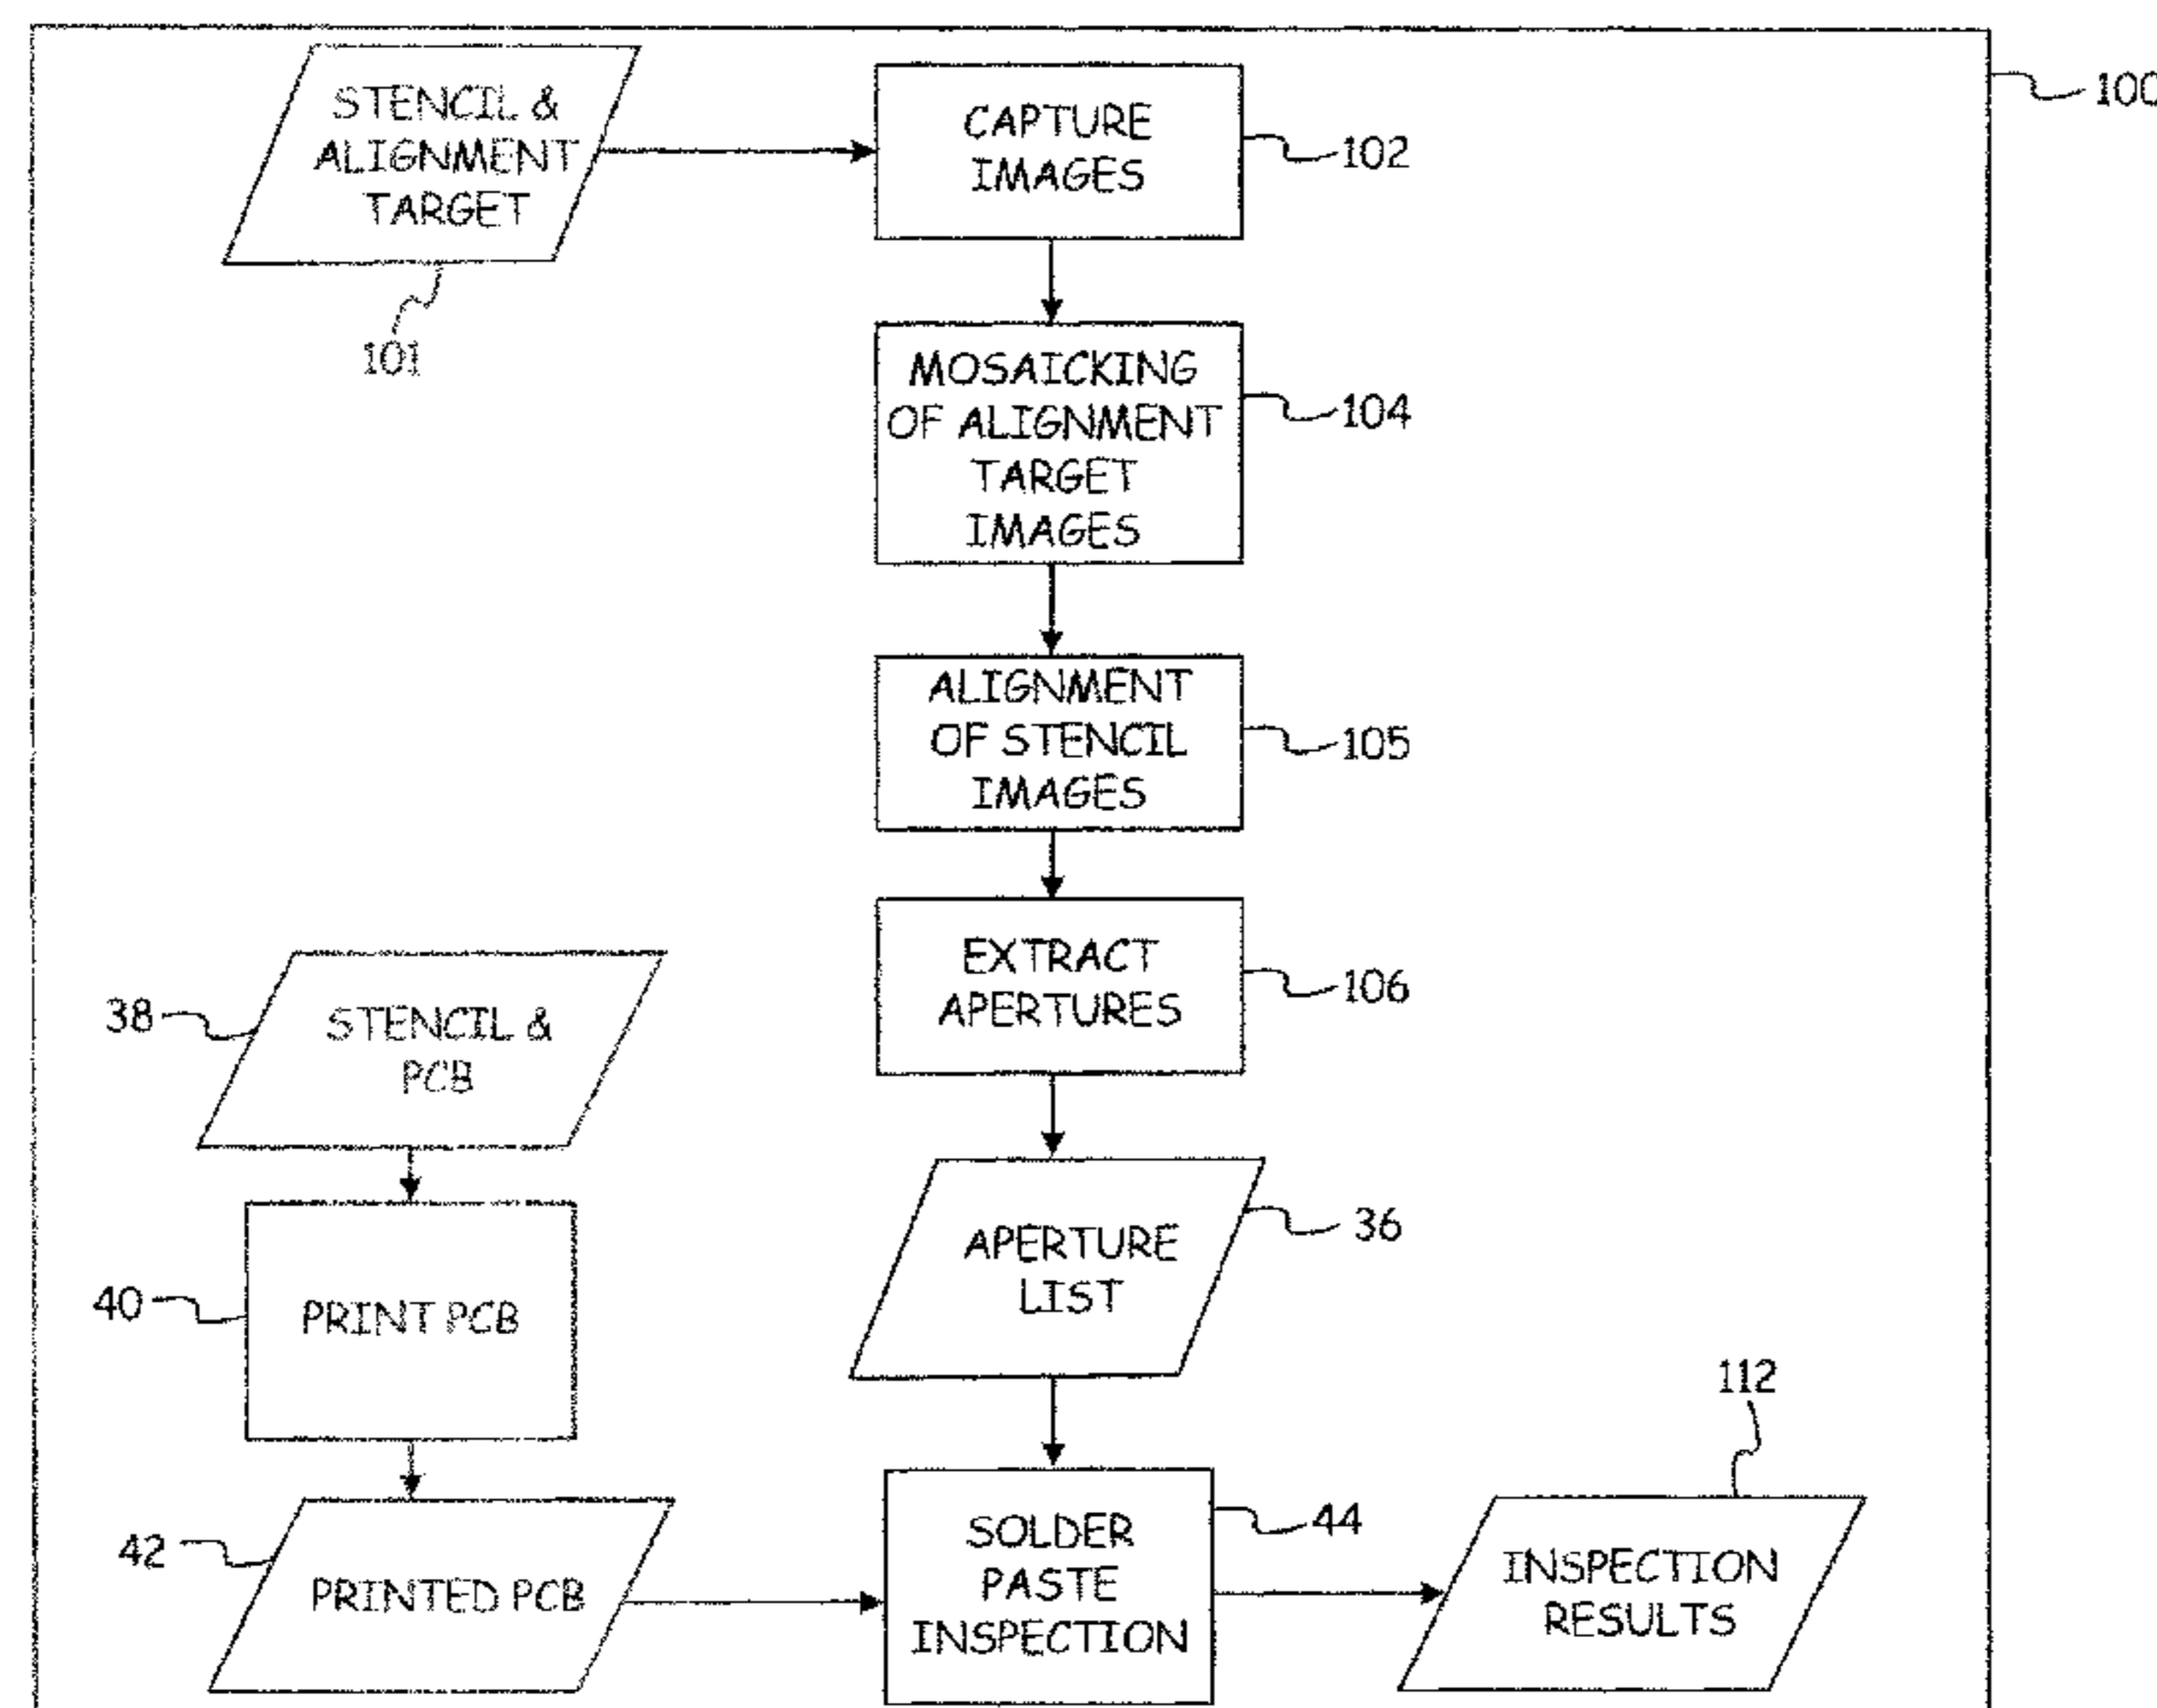 100
STENCIL &
ALIGNMENT
TARGET
101
CAPTURE
IMAGES
102
MOSAICKING
OF ALIGNMENT
TARGET
IMAGES
104
ALIGNMENT
OF STENCIL
IMAGES
105
EXTRACT
APERTURES
106
38
STENCIL &
PCB
APERTURE
LIST
36
40
PRINT PCB
112
42
PRINTED PCB
SOLDER
PASTE
INSPECTION
44
INSPECTION
RESULTS